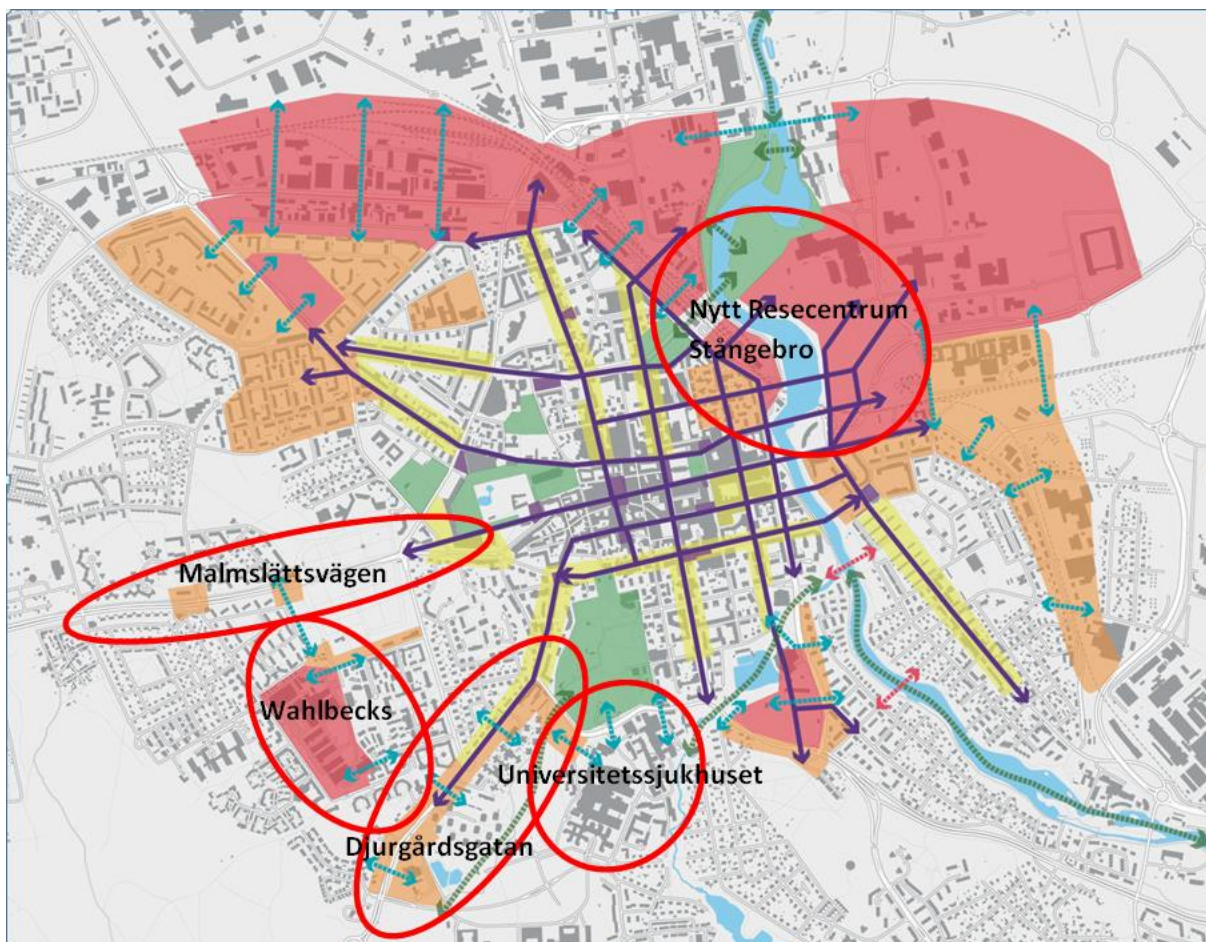 Nytt Resecentrum
Stångebro
Malmslättsvägen
Wahlbecks
Universitetssjukhuset
Djurgårdsgatan